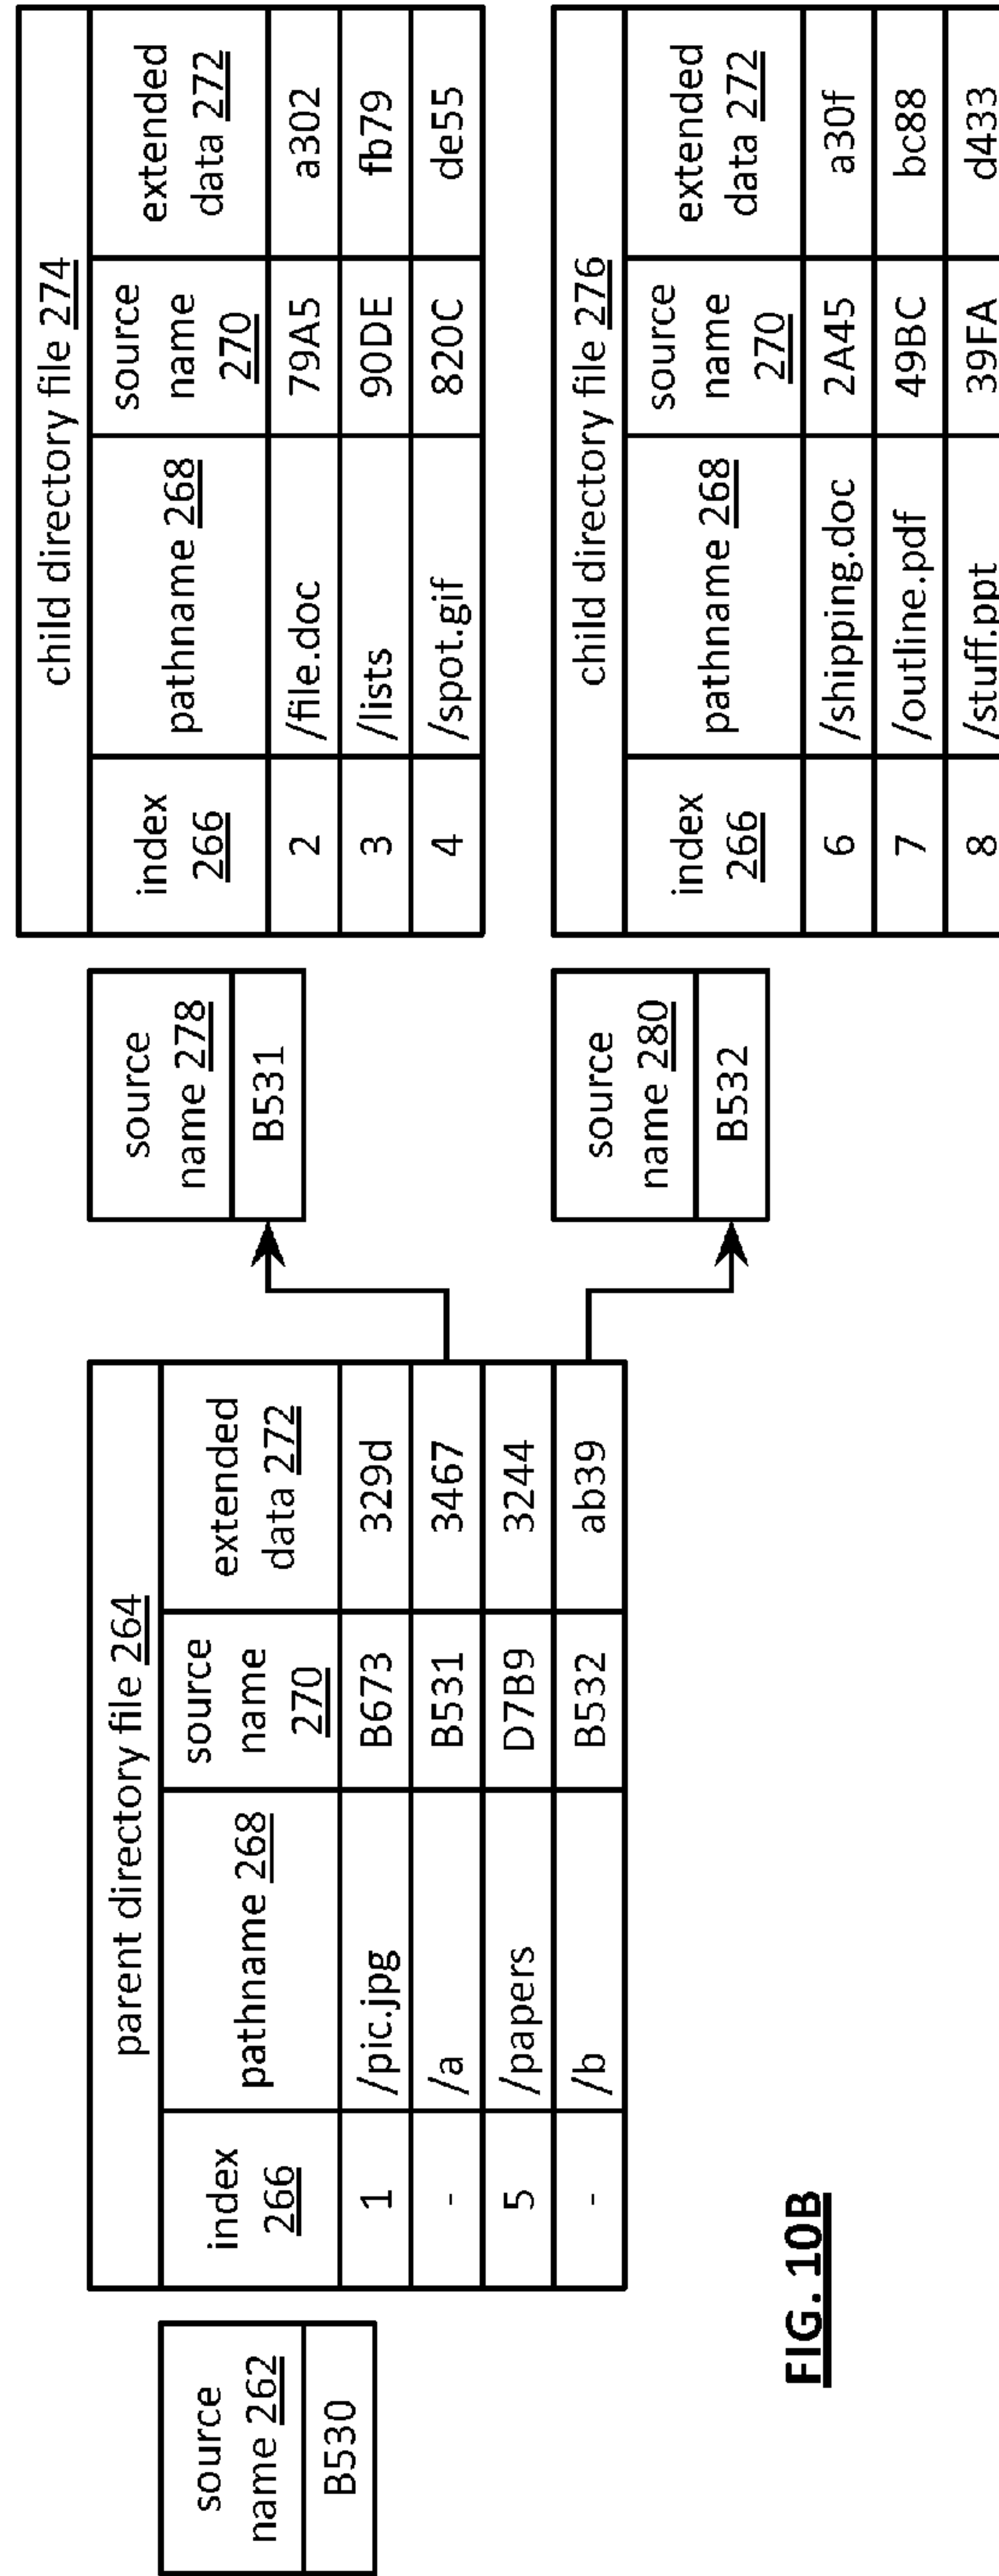 source
name 262
B530
parent directory file 264
index
266
pathname 268
source
name
270
extended
data 272
1 /pic.jpg B673 329d
- /a B531 3467
5 /papers D7B9 3244
- /b B532 ab39
source
name 278
B531
child directory file 274
index
266
pathname 268
source
name
270
extended
data 272
2 /file.doc 79A5 a302
3 /lists 90DE fb79
4 /spot.gif 820C de55
source
name 280
B532
child directory file 276
index
266
pathname 268
source
name
270
extended
data 272
6 /shipping.doc 2A45 a30f
7 /outline.pdf 49BC bc88
8 /stuff.ppt 39FA d433
FIG. 10B